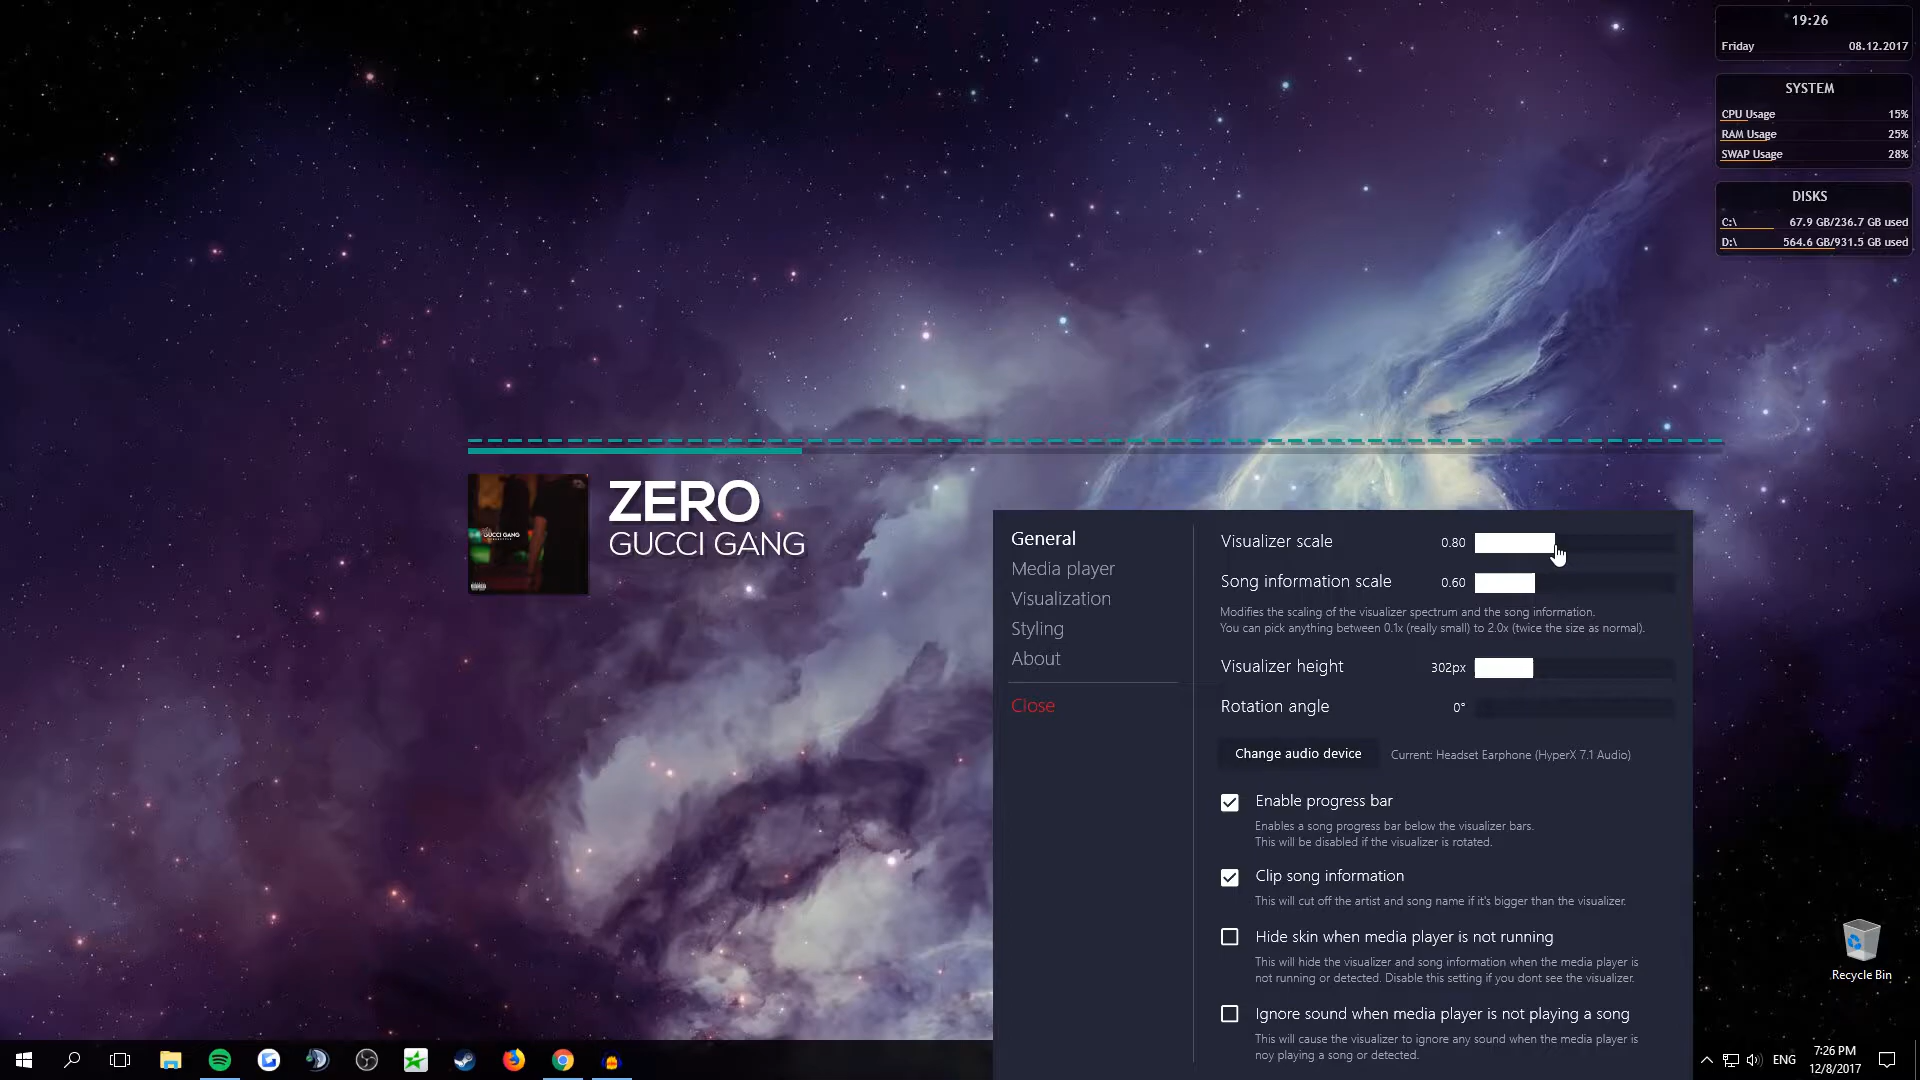 19:26
Friday 08.12.2017
SYSTEM
CPU Usage 15%
RAM Usage 25%
SWAP Usage 28%
DISKS
C:\ 67.9 GB/236.7 GB used
D:\ 564.6 GB/931.5 GB used
GUCCI GANG
ZERO
GUCCI GANG
General
Media player
Visualization
Styling
About
Close
Visualizer scale 0.80
Song information scale 0.60
Modifies the scaling of the visualizer spectrum and the song information.
You can pick anything between 0.1x (really small) to 2.0x (twice the size as normal).
Visualizer height 302px
Rotation angle 0°
Change audio device Current: Headset Earphone (HyperX 7.1 Audio)
Enable progress bar
Enables a song progress bar below the visualizer bars.
This will be disabled if the visualizer is rotated.
Clip song information
This will cut off the artist and song name if it's bigger than the visualizer.
Hide skin when media player is not running
This will hide the visualizer and song information when the media player is
not running or detected. Disable this setting if you dont see the visualizer.
Ignore sound when media player is not playing a song
This will cause the visualizer to ignore any sound when the media player is
noy playing a song or detected.
Recycle Bin
ENG
7:26 PM
12/8/2017